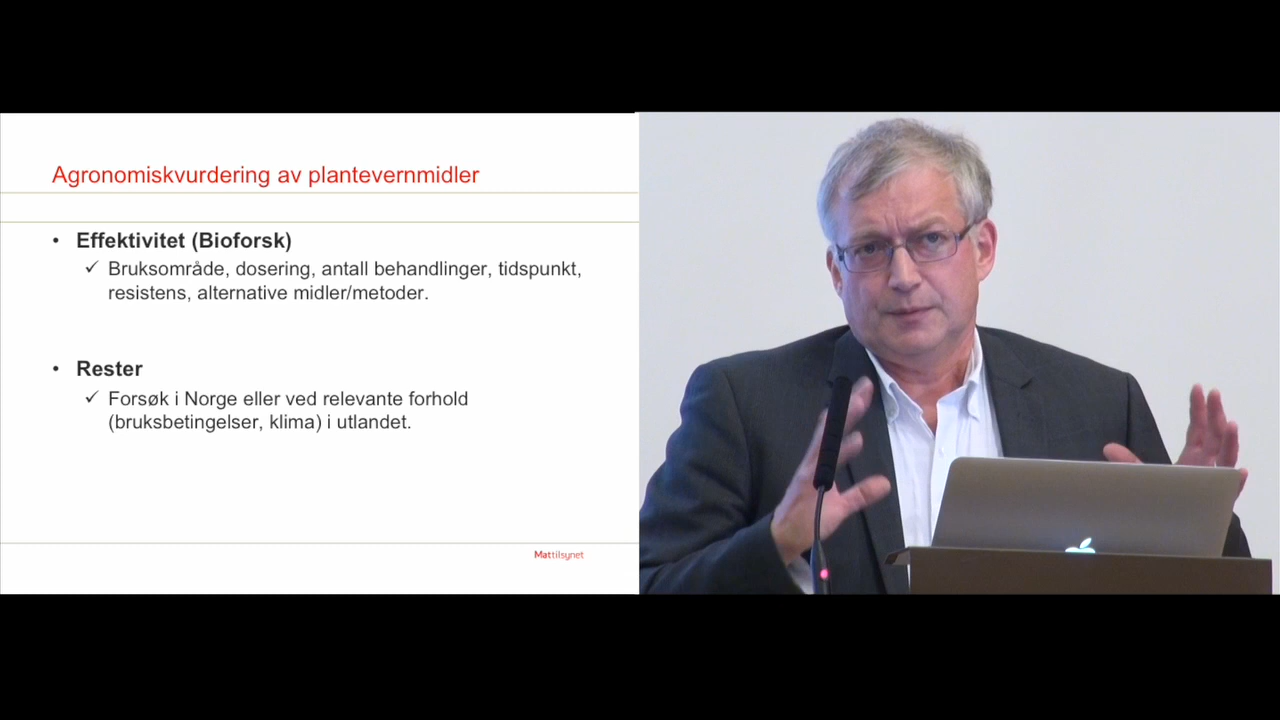 Agronomiskvurdering av plantevernmidler
• Effektivitet (Bioforsk)
✓ Bruksområde, dosering, antall behandlinger, tidspunkt,
resistens, alternative midler/metoder.
• Rester
✓ Forsøk i Norge eller ved relevante forhold
(bruksbetingelser, klima) i utlandet.
Mattilsynet